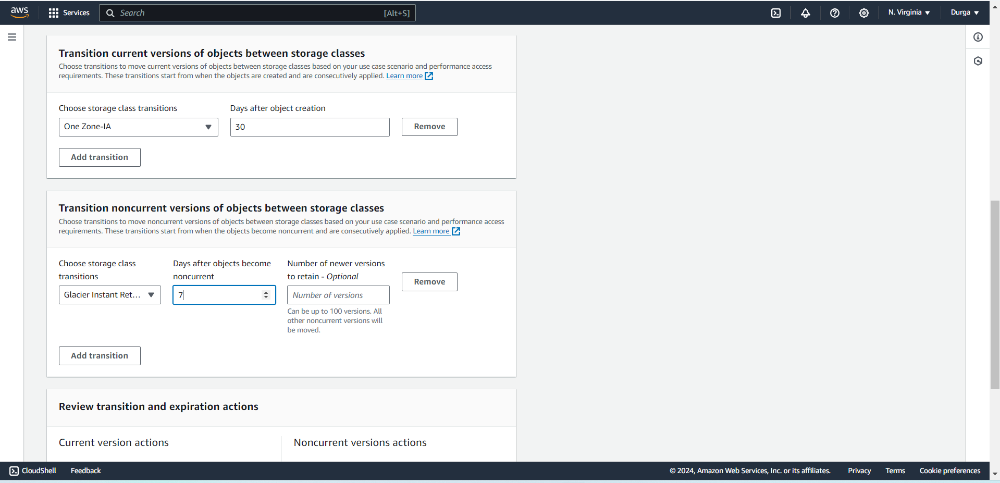 aws Services Search [Alt+S] N. Virginia Durga
Transition current versions of objects between storage classes
Choose transitions to move current versions of objects between storage classes based on your use case scenario and performance access
requirements. These transitions start from when the objects are created and are consecutively applied. Learn more
Choose storage class transitions Days after object creation
One Zone-IA 30 Remove
Add transition
Transition noncurrent versions of objects between storage classes
Choose transitions to move noncurrent versions of objects between storage classes based on your use case scenario and performance access
requirements. These transitions start from when the objects become noncurrent and are consecutively applied. Learn more
Choose storage class Days after objects become Number of newer versions
transitions noncurrent to retain - Optional
Remove
Glacier Instant Ret... 7 Number of versions
Can be up to 100 versions. All
other noncurrent versions will
be moved.
Add transition
Review transition and expiration actions
Current version actions Noncurrent versions actions
CloudShell Feedback © 2024, Amazon Web Services, Inc. or its affiliates. Privacy Terms Cookie preferences